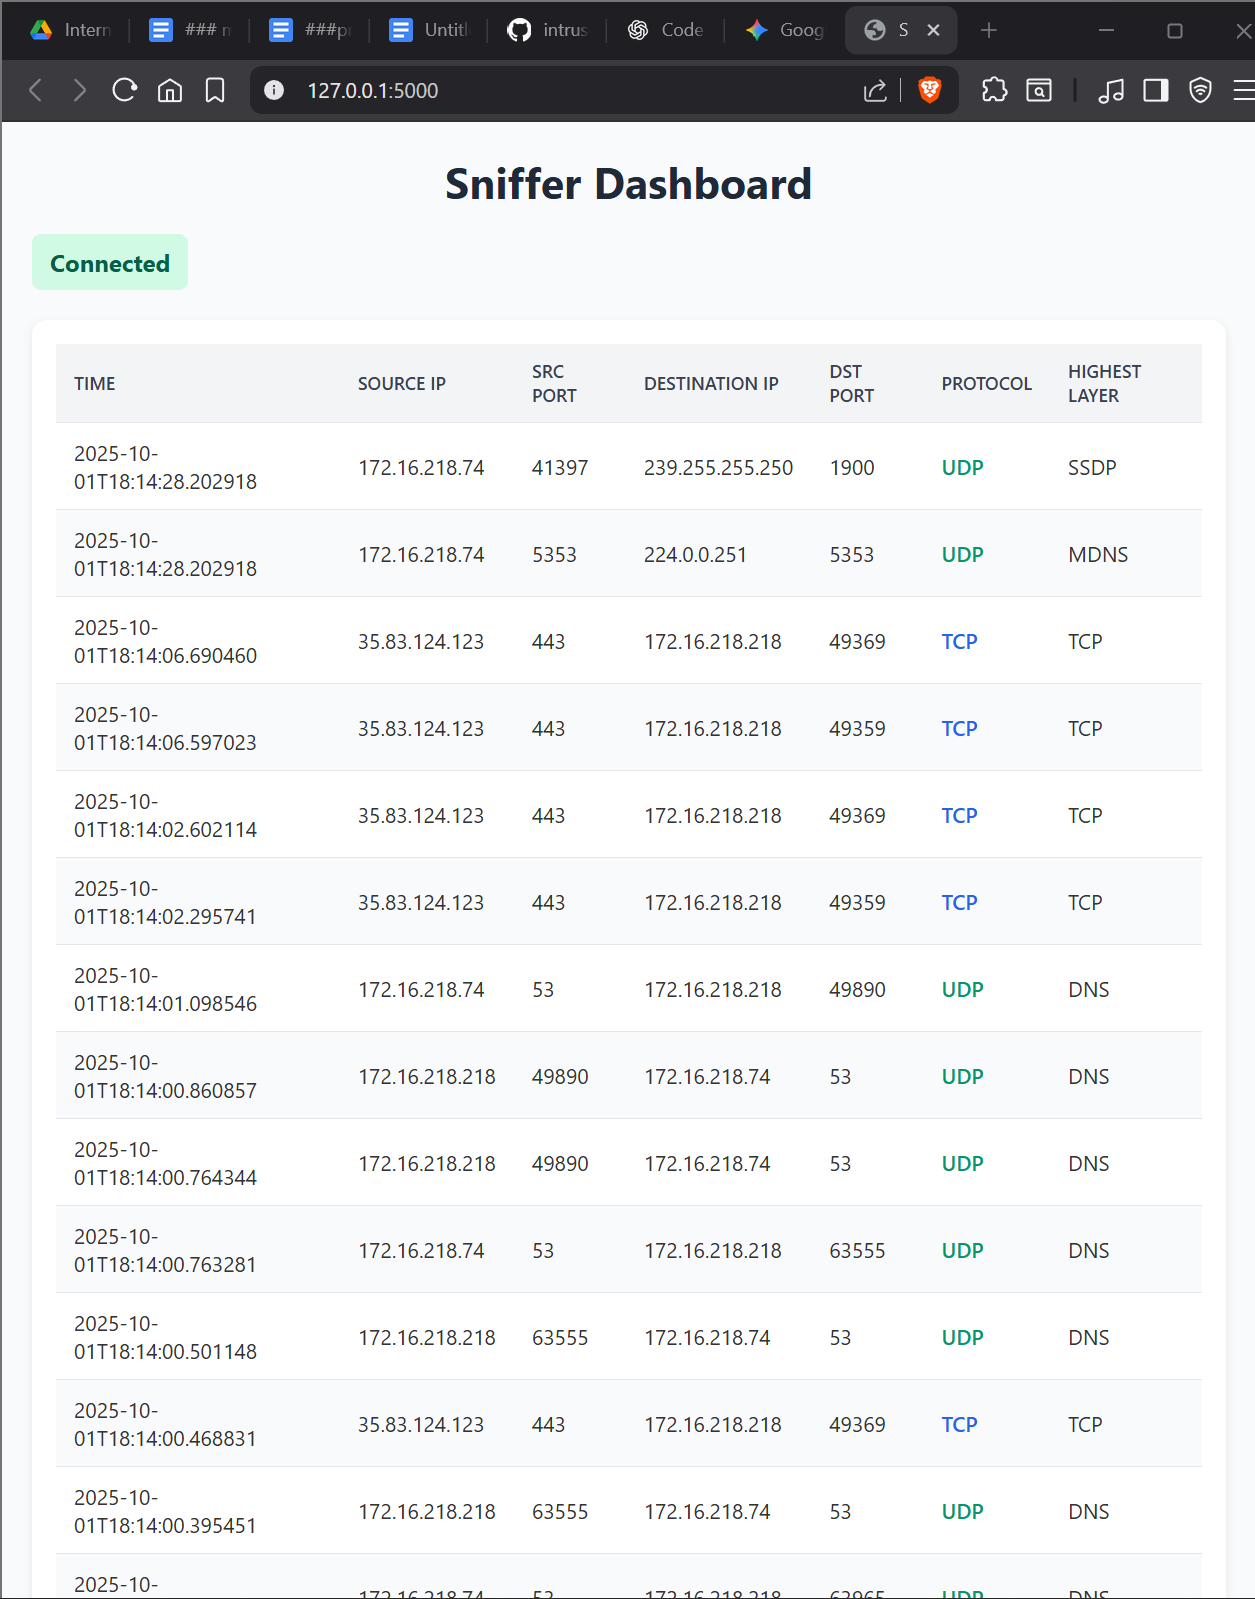 Intern
### m
###pr
Untitl
intrus
Code
Goog
S
127.0.0.1:5000
Sniffer Dashboard
Connected
TIME SOURCE IP SRC PORT DESTINATION IP DST PORT PROTOCOL HIGHEST LAYER
2025-10-
01T18:14:28.202918 172.16.218.74 41397 239.255.255.250 1900 UDP SSDP
2025-10-
01T18:14:28.202918 172.16.218.74 5353 224.0.0.251 5353 UDP MDNS
2025-10-
01T18:14:06.690460 35.83.124.123 443 172.16.218.218 49369 TCP TCP
2025-10-
01T18:14:06.597023 35.83.124.123 443 172.16.218.218 49359 TCP TCP
2025-10-
01T18:14:02.602114 35.83.124.123 443 172.16.218.218 49369 TCP TCP
2025-10-
01T18:14:02.295741 35.83.124.123 443 172.16.218.218 49359 TCP TCP
2025-10-
01T18:14:01.098546 172.16.218.74 53 172.16.218.218 49890 UDP DNS
2025-10-
01T18:14:00.860857 172.16.218.218 49890 172.16.218.74 53 UDP DNS
2025-10-
01T18:14:00.764344 172.16.218.218 49890 172.16.218.74 53 UDP DNS
2025-10-
01T18:14:00.763281 172.16.218.74 53 172.16.218.218 63555 UDP DNS
2025-10-
01T18:14:00.501148 172.16.218.218 63555 172.16.218.74 53 UDP DNS
2025-10-
01T18:14:00.468831 35.83.124.123 443 172.16.218.218 49369 TCP TCP
2025-10-
01T18:14:00.395451 172.16.218.218 63555 172.16.218.74 53 UDP DNS
2025-10-
172.16.218.74 53 172.16.218.218 63965 UDP DNS